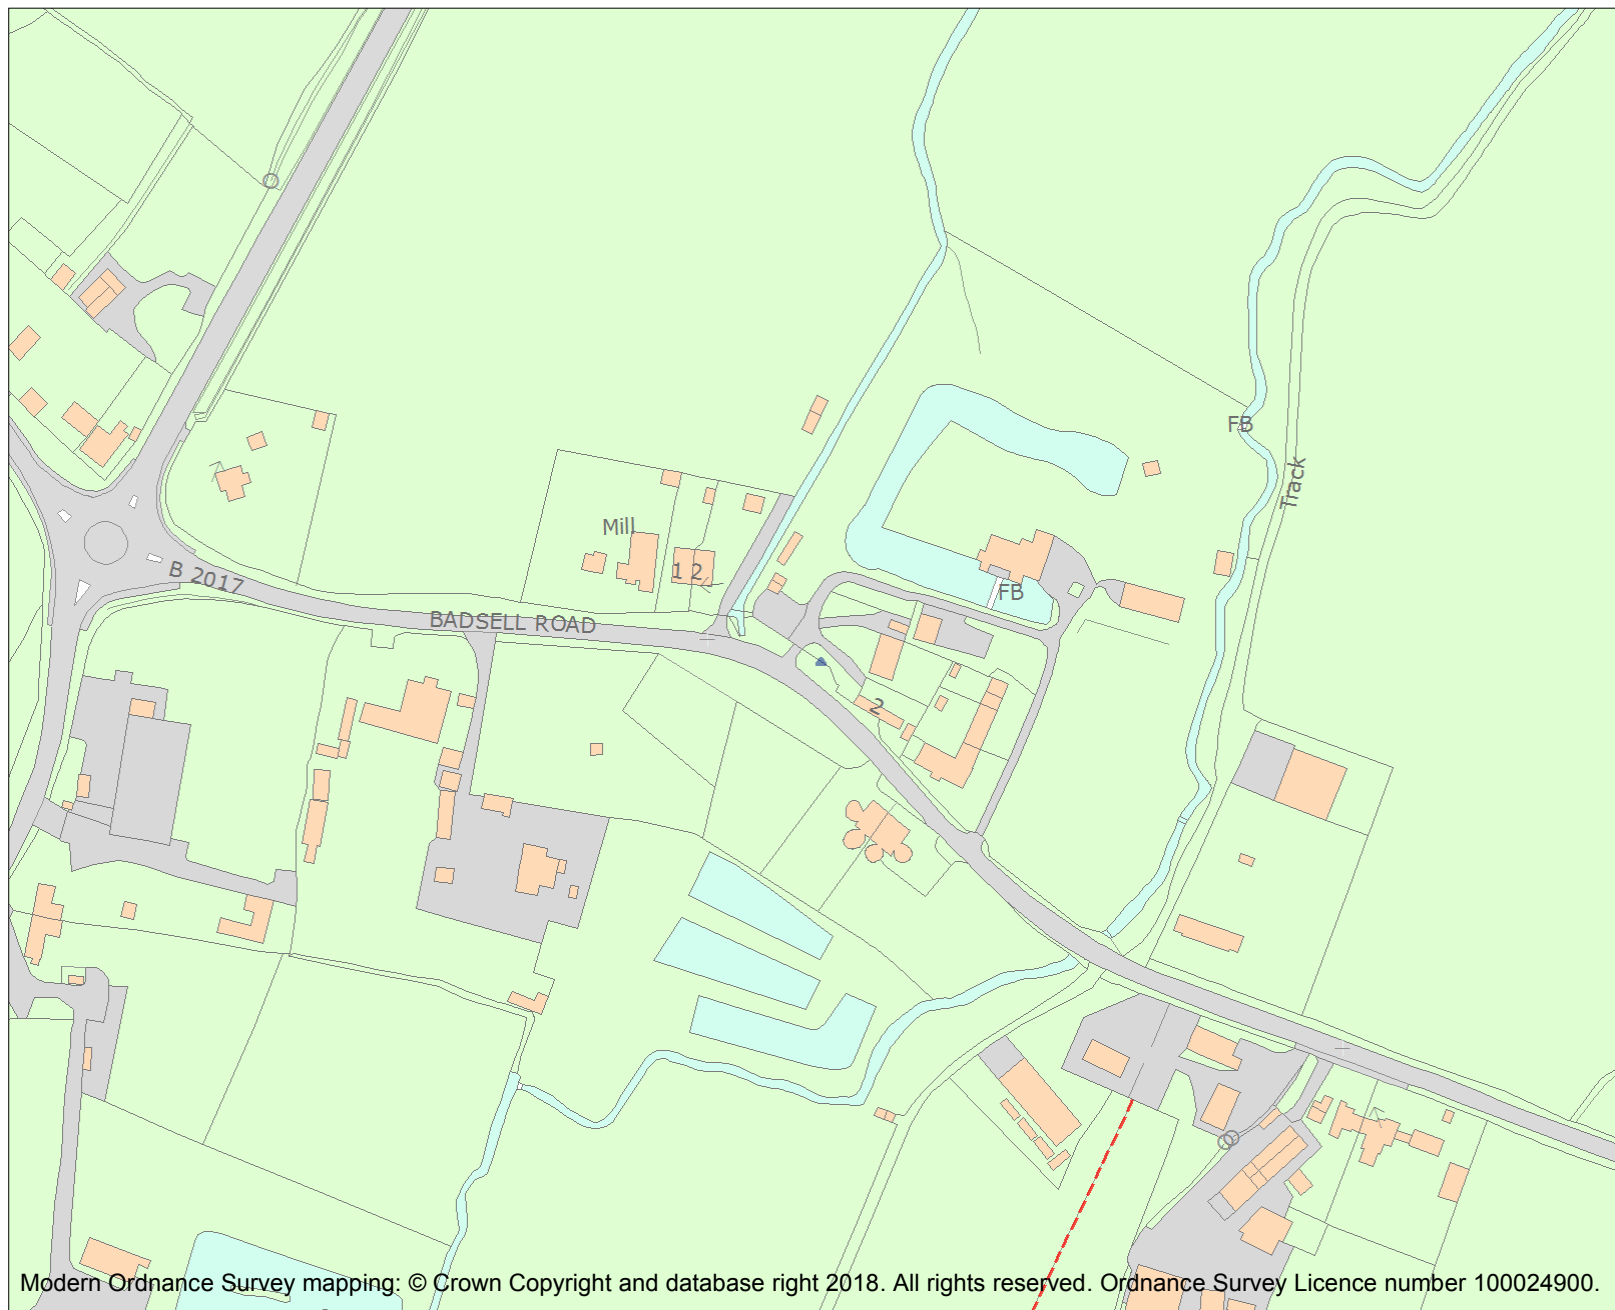 FB
Track
Mill
1 2
B 2017
FB
BADSELL ROAD
2
Modern Ordnance Survey mapping: © Crown Copyright and database right 2018. All rights reserved. Ordnance Survey Licence number 100024900.